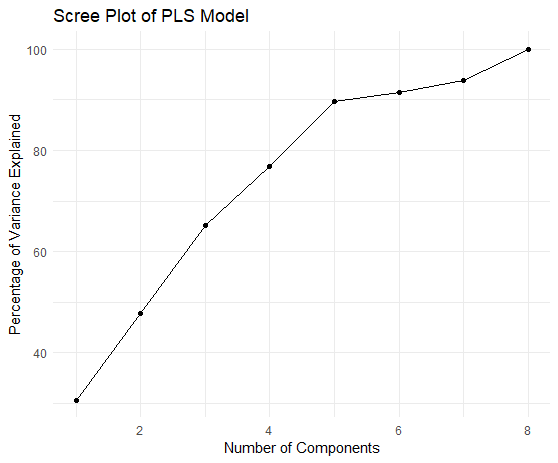 Scree Plot of PLS Model
Percentage of Variance Explained
100
80
60
40
2 4 6 8
Number of Components